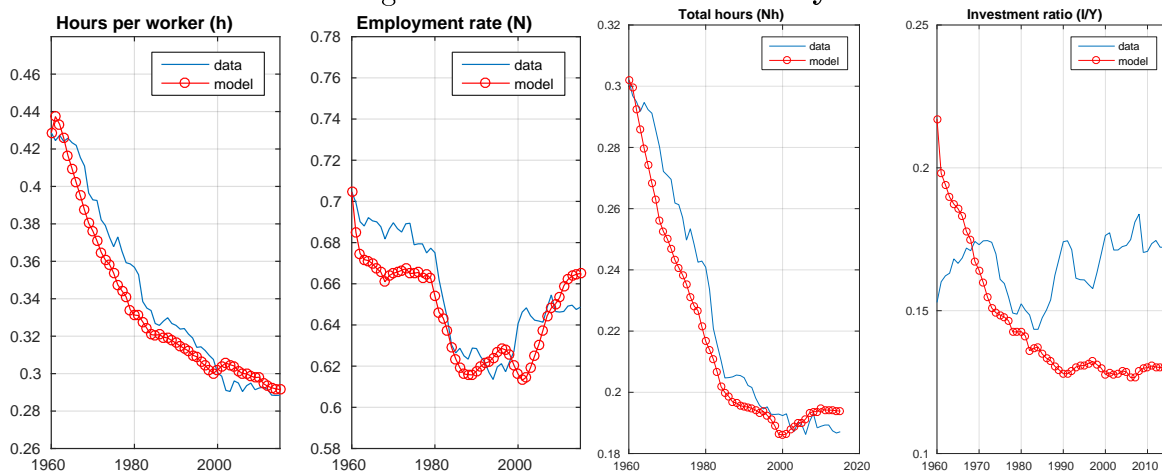 Hours per worker (h)
data
model
0.46
0.44
0.42
0.4
0.38
0.36
0.34
0.32
0.3
0.28
0.26
1960 1980 2000
Employment rate (N)
data
model
0.78
0.76
0.74
0.72
0.7
0.68
0.66
0.64
0.62
0.6
0.58
1960 1980 2000
Total hours (Nh)
data
model
0.32
0.3
0.28
0.26
0.24
0.22
0.2
0.18
1960 1980 2000 2020
Investment ratio (I/Y)
data
model
0.2
0.15
0.1
1960 1970 1980 1990 2000 2010